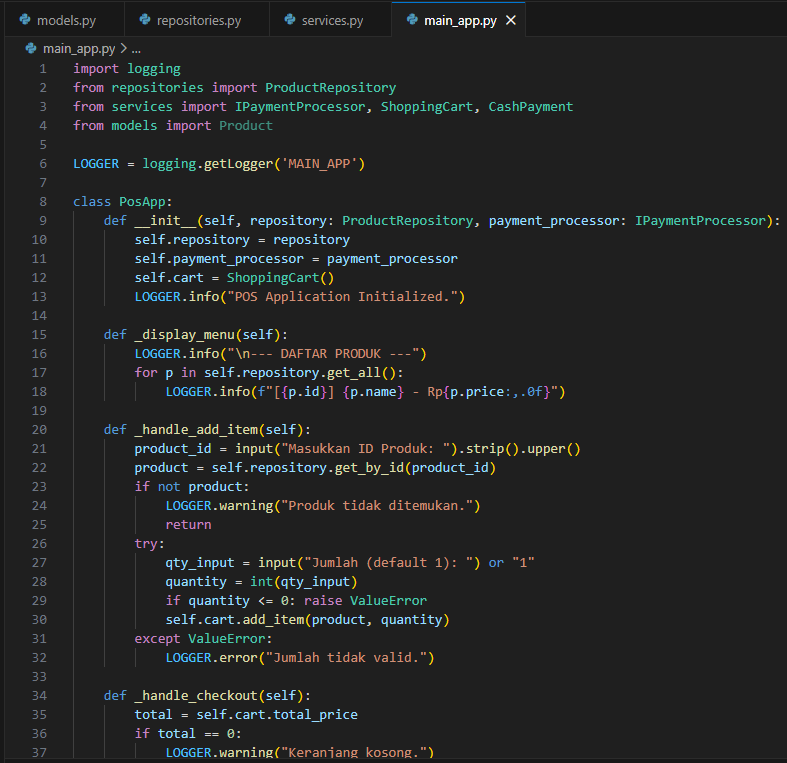 models.py repositories.py services.py main_app.py ×
main_app.py > ...
1 import logging
2 from repositories import ProductRepository
3 from services import IPaymentProcessor, ShoppingCart, CashPayment
4 from models import Product
5
6 LOGGER = logging.getLogger('MAIN_APP')
7
8 class PosApp:
9     def __init__(self, repository: ProductRepository, payment_processor: IPaymentProcessor):
10         self.repository = repository
11         self.payment_processor = payment_processor
12         self.cart = ShoppingCart()
13         LOGGER.info("POS Application Initialized.")
14
15     def _display_menu(self):
16         LOGGER.info("\n--- DAFTAR PRODUK ---")
17         for p in self.repository.get_all():
18             LOGGER.info(f"[{p.id}] {p.name} - Rp{p.price:,.0f}")
19
20     def _handle_add_item(self):
21         product_id = input("Masukkan ID Produk: ").strip().upper()
22         product = self.repository.get_by_id(product_id)
23         if not product:
24             LOGGER.warning("Produk tidak ditemukan.")
25             return
26         try:
27             qty_input = input("Jumlah (default 1): ") or "1"
28             quantity = int(qty_input)
29             if quantity <= 0: raise ValueError
30             self.cart.add_item(product, quantity)
31         except ValueError:
32             LOGGER.error("Jumlah tidak valid.")
33
34     def _handle_checkout(self):
35         total = self.cart.total_price
36         if total == 0:
37             LOGGER.warning("Keranjang kosong.")